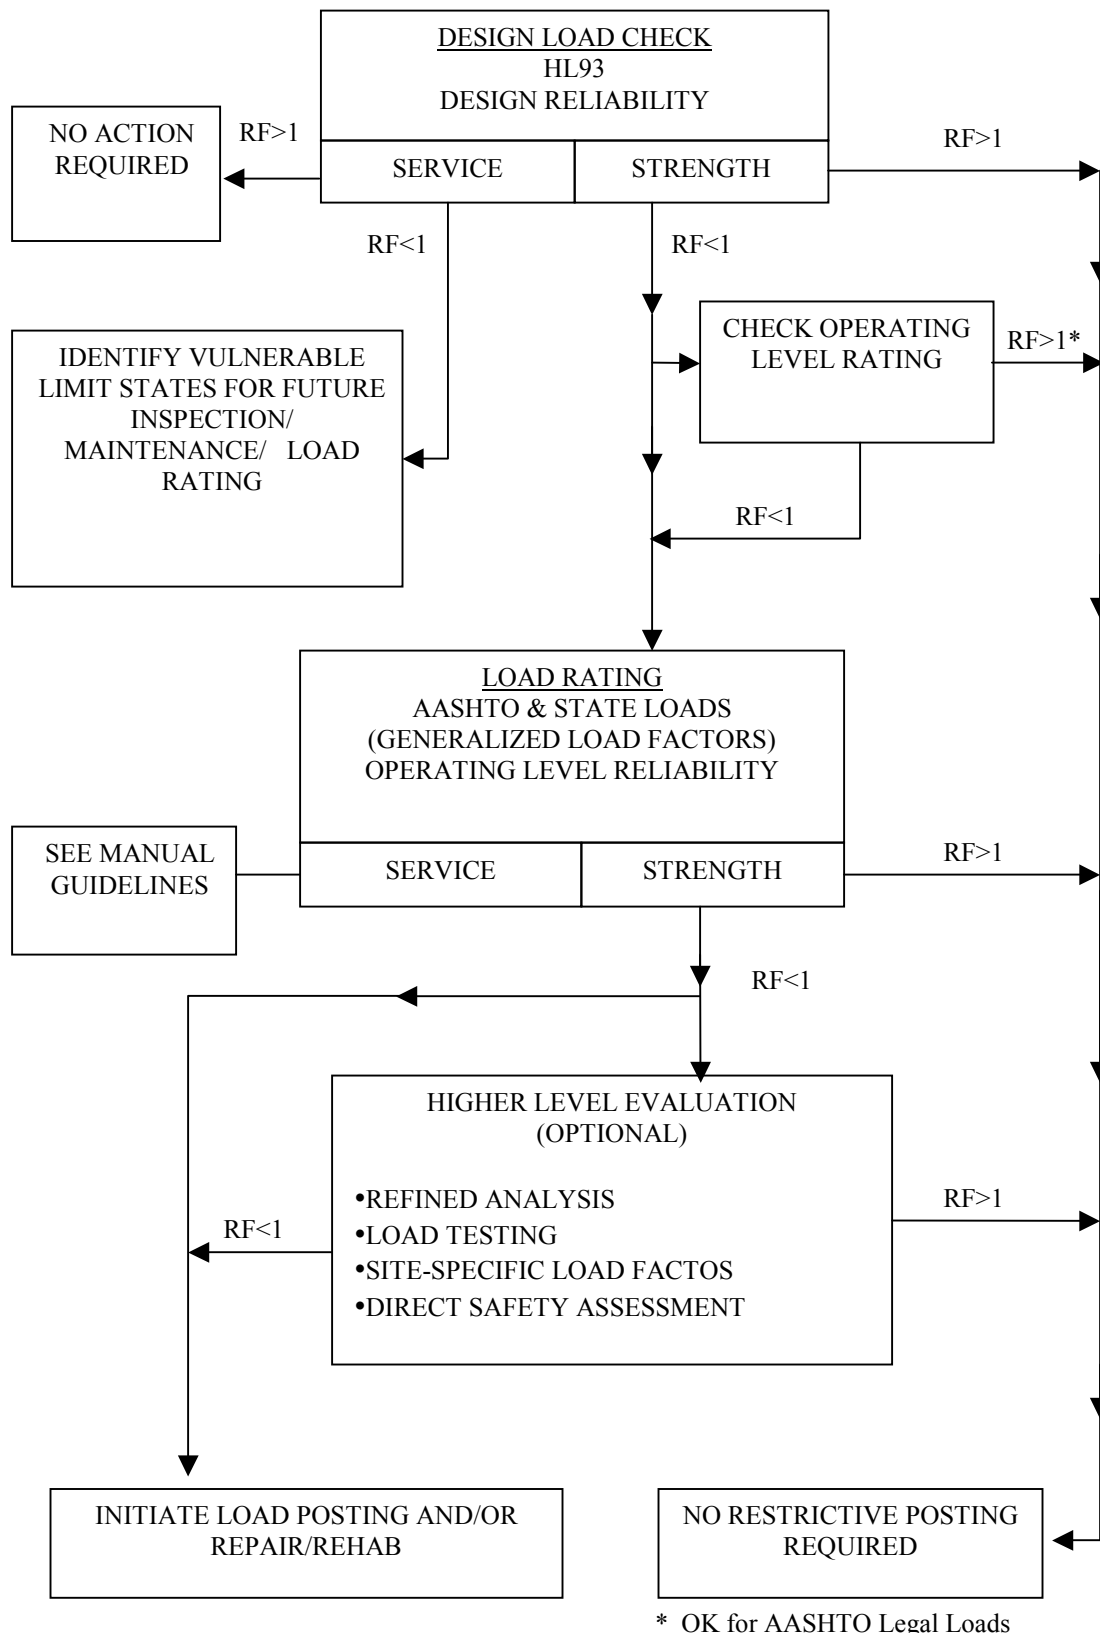 DESIGN LOAD CHECK
HL93
DESIGN RELIABILITY
SERVICE
STRENGTH
RF>1
NO ACTION
REQUIRED
RF>1
RF<1
RF<1
IDENTIFY VULNERABLE
LIMIT STATES FOR FUTURE
INSPECTION/
MAINTENANCE/ LOAD
RATING
CHECK OPERATING
LEVEL RATING
RF>1*
RF<1
LOAD RATING
AASHTO & STATE LOADS
(GENERALIZED LOAD FACTORS)
OPERATING LEVEL RELIABILITY
SERVICE
STRENGTH
SEE MANUAL
GUIDELINES
RF>1
RF<1
HIGHER LEVEL EVALUATION
(OPTIONAL)
•REFINED ANALYSIS
•LOAD TESTING
•SITE-SPECIFIC LOAD FACTOS
•DIRECT SAFETY ASSESSMENT
RF>1
RF<1
INITIATE LOAD POSTING AND/OR
REPAIR/REHAB
NO RESTRICTIVE POSTING
REQUIRED
* OK for AASHTO Legal Loads